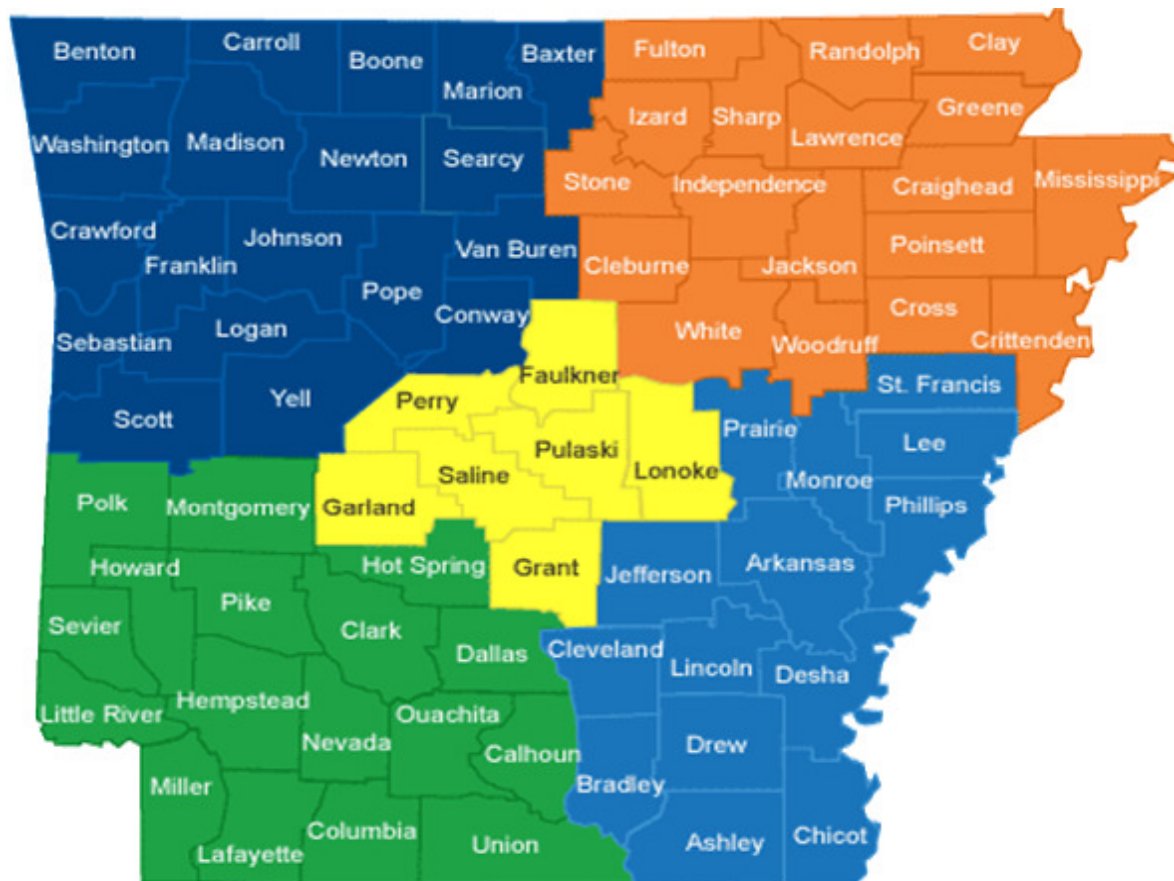 Benton
Carroll
Boone
Baxter
Marion
Fulton
Randolph
Clay
Izard
Sharp
Greene
Lawrence
Washington
Madison
Newton
Searcy
Stone
Independence
Craighead
Mississippi
Crawford
Franklin
Johnson
Van Buren
Cleburne
Jackson
Poinsett
Pope
Conway
Sebastian
Logan
White
Woodruff
Cross
Crittenden
Scott
Yell
Perry
Faulkner
St. Francis
Prairie
Lee
Pulaski
Saline
Lonoke
Monroe
Phillips
Polk
Montgomery
Garland
Howard
Hot Spring
Grant
Jefferson
Arkansas
Pike
Sevier
Clark
Dallas
Cleveland
Lincoln
Desha
Little River
Hempstead
Nevada
Ouachita
Calhoun
Drew
Bradley
Miller
Lafayette
Columbia
Union
Ashley
Chicot